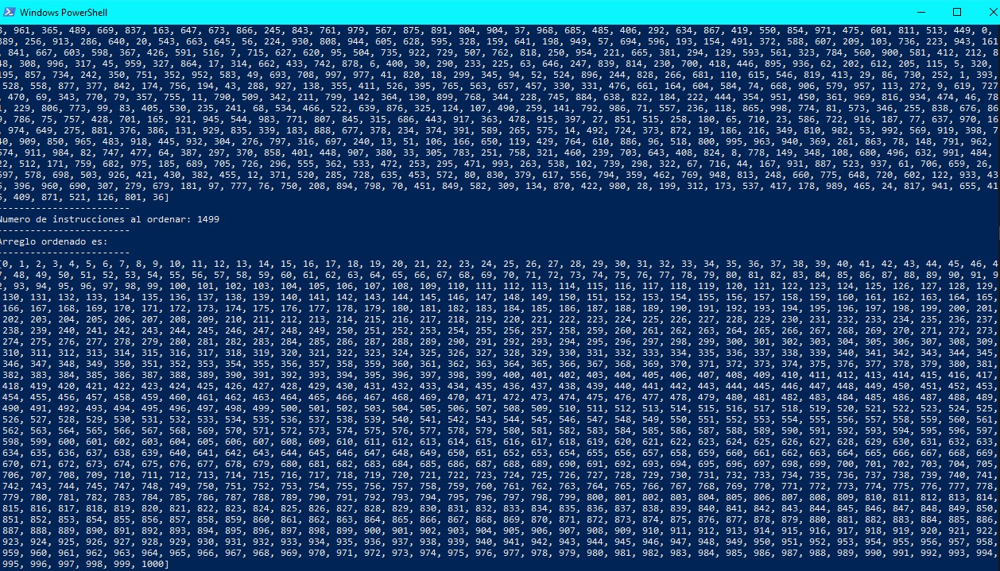 3, 961, 365, 489, 669, 837, 163, 647, 673, 866, 245, 843, 761, 979, 567, 875, 891, 804, 904, 37, 968, 685, 485, 406, 292, 634, 867, 419, 550, 854, 971, 475, 601, 811, 513, 449, 0,
389, 256, 913, 286, 640, 20, 543, 663, 645, 56, 224, 930, 808, 944, 605, 628, 595, 328, 159, 641, 198, 949, 57, 694, 596, 193, 154, 491, 372, 588, 607, 209, 103, 736, 223, 943, 161
, 841, 667, 603, 598, 367, 426, 591, 516, 7, 715, 627, 620, 95, 504, 735, 922, 729, 507, 762, 818, 250, 954, 221, 665, 381, 294, 129, 593, 561, 323, 784, 560, 900, 581, 412, 212, 8
48, 308, 996, 317, 45, 959, 327, 864, 17, 314, 662, 433, 742, 878, 6, 400, 30, 290, 233, 225, 63, 646, 247, 839, 814, 230, 700, 418, 446, 895, 936, 62, 202, 612, 205, 115, 5, 320,
195, 857, 734, 242, 350, 751, 352, 952, 583, 49, 693, 708, 997, 977, 41, 820, 18, 299, 345, 94, 52, 524, 896, 244, 828, 266, 681, 110, 615, 546, 819, 413, 29, 86, 730, 252, 1, 393,
528, 558, 877, 377, 842, 174, 756, 194, 43, 288, 927, 138, 355, 411, 526, 395, 765, 563, 657, 457, 330, 331, 476, 661, 164, 604, 584, 74, 668, 906, 579, 957, 113, 272, 9, 619, 727
, 470, 69, 343, 770, 79, 357, 755, 11, 790, 509, 342, 211, 799, 142, 364, 130, 899, 768, 344, 228, 745, 884, 638, 822, 184, 222, 444, 354, 951, 450, 361, 969, 816, 934, 474, 46, 78
1, 229, 806, 773, 99, 83, 405, 530, 235, 241, 68, 534, 466, 522, 639, 876, 325, 124, 107, 490, 259, 141, 792, 986, 71, 557, 236, 118, 865, 998, 774, 81, 573, 346, 255, 838, 676, 88
9, 786, 75, 757, 428, 701, 165, 921, 945, 544, 983, 771, 807, 845, 315, 686, 443, 917, 363, 478, 915, 397, 27, 851, 515, 258, 180, 65, 710, 23, 586, 722, 916, 187, 77, 637, 970, 16
, 974, 649, 275, 881, 376, 386, 131, 929, 835, 339, 183, 888, 677, 378, 234, 374, 391, 589, 265, 575, 14, 492, 724, 373, 872, 19, 186, 216, 349, 810, 982, 53, 992, 569, 919, 398, 7
40, 909, 850, 965, 483, 918, 445, 932, 304, 276, 797, 316, 697, 240, 13, 51, 106, 166, 650, 119, 429, 764, 610, 886, 96, 518, 800, 995, 963, 940, 369, 261, 863, 78, 148, 791, 962,
574, 911, 984, 82, 747, 477, 64, 387, 297, 370, 858, 401, 448, 907, 380, 33, 305, 783, 251, 758, 321, 460, 239, 703, 643, 408, 824, 8, 778, 149, 348, 108, 680, 496, 632, 991, 484,
22, 512, 171, 759, 682, 975, 185, 689, 705, 726, 296, 555, 362, 533, 472, 253, 295, 471, 993, 263, 538, 102, 739, 298, 322, 67, 716, 44, 167, 931, 887, 523, 937, 61, 706, 659, 26,
597, 578, 698, 503, 926, 421, 430, 382, 455, 12, 371, 520, 285, 728, 635, 453, 572, 80, 830, 379, 617, 556, 794, 359, 462, 769, 948, 813, 248, 660, 775, 648, 720, 602, 122, 933, 43
5, 396, 960, 690, 307, 279, 679, 181, 97, 777, 76, 750, 208, 894, 798, 70, 451, 849, 582, 309, 134, 870, 422, 980, 28, 199, 312, 173, 537, 417, 178, 989, 465, 24, 817, 941, 655, 41
5, 409, 871, 521, 126, 801, 36]
------------------------
Numero de instrucciones al ordenar: 1499
------------------------
Arreglo ordenado es:
------------------------
[0, 1, 2, 3, 4, 5, 6, 7, 8, 9, 10, 11, 12, 13, 14, 15, 16, 17, 18, 19, 20, 21, 22, 23, 24, 25, 26, 27, 28, 29, 30, 31, 32, 33, 34, 35, 36, 37, 38, 39, 40, 41, 42, 43, 44, 45, 46, 4
7, 48, 49, 50, 51, 52, 53, 54, 55, 56, 57, 58, 59, 60, 61, 62, 63, 64, 65, 66, 67, 68, 69, 70, 71, 72, 73, 74, 75, 76, 77, 78, 79, 80, 81, 82, 83, 84, 85, 86, 87, 88, 89, 90, 91, 9
2, 93, 94, 95, 96, 97, 98, 99, 100, 101, 102, 103, 104, 105, 106, 107, 108, 109, 110, 111, 112, 113, 114, 115, 116, 117, 118, 119, 120, 121, 122, 123, 124, 125, 126, 127, 128, 129,
130, 131, 132, 133, 134, 135, 136, 137, 138, 139, 140, 141, 142, 143, 144, 145, 146, 147, 148, 149, 150, 151, 152, 153, 154, 155, 156, 157, 158, 159, 160, 161, 162, 163, 164, 165,
166, 167, 168, 169, 170, 171, 172, 173, 174, 175, 176, 177, 178, 179, 180, 181, 182, 183, 184, 185, 186, 187, 188, 189, 190, 191, 192, 193, 194, 195, 196, 197, 198, 199, 200, 201,
202, 203, 204, 205, 206, 207, 208, 209, 210, 211, 212, 213, 214, 215, 216, 217, 218, 219, 220, 221, 222, 223, 224, 225, 226, 227, 228, 229, 230, 231, 232, 233, 234, 235, 236, 237,
238, 239, 240, 241, 242, 243, 244, 245, 246, 247, 248, 249, 250, 251, 252, 253, 254, 255, 256, 257, 258, 259, 260, 261, 262, 263, 264, 265, 266, 267, 268, 269, 270, 271, 272, 273,
274, 275, 276, 277, 278, 279, 280, 281, 282, 283, 284, 285, 286, 287, 288, 289, 290, 291, 292, 293, 294, 295, 296, 297, 298, 299, 300, 301, 302, 303, 304, 305, 306, 307, 308, 309,
310, 311, 312, 313, 314, 315, 316, 317, 318, 319, 320, 321, 322, 323, 324, 325, 326, 327, 328, 329, 330, 331, 332, 333, 334, 335, 336, 337, 338, 339, 340, 341, 342, 343, 344, 345,
346, 347, 348, 349, 350, 351, 352, 353, 354, 355, 356, 357, 358, 359, 360, 361, 362, 363, 364, 365, 366, 367, 368, 369, 370, 371, 372, 373, 374, 375, 376, 377, 378, 379, 380, 381,
382, 383, 384, 385, 386, 387, 388, 389, 390, 391, 392, 393, 394, 395, 396, 397, 398, 399, 400, 401, 402, 403, 404, 405, 406, 407, 408, 409, 410, 411, 412, 413, 414, 415, 416, 417,
418, 419, 420, 421, 422, 423, 424, 425, 426, 427, 428, 429, 430, 431, 432, 433, 434, 435, 436, 437, 438, 439, 440, 441, 442, 443, 444, 445, 446, 447, 448, 449, 450, 451, 452, 453,
454, 455, 456, 457, 458, 459, 460, 461, 462, 463, 464, 465, 466, 467, 468, 469, 470, 471, 472, 473, 474, 475, 476, 477, 478, 479, 480, 481, 482, 483, 484, 485, 486, 487, 488, 489,
490, 491, 492, 493, 494, 495, 496, 497, 498, 499, 500, 501, 502, 503, 504, 505, 506, 507, 508, 509, 510, 511, 512, 513, 514, 515, 516, 517, 518, 519, 520, 521, 522, 523, 524, 525,
526, 527, 528, 529, 530, 531, 532, 533, 534, 535, 536, 537, 538, 539, 540, 541, 542, 543, 544, 545, 546, 547, 548, 549, 550, 551, 552, 553, 554, 555, 556, 557, 558, 559, 560, 561,
562, 563, 564, 565, 566, 567, 568, 569, 570, 571, 572, 573, 574, 575, 576, 577, 578, 579, 580, 581, 582, 583, 584, 585, 586, 587, 588, 589, 590, 591, 592, 593, 594, 595, 596, 597,
598, 599, 600, 601, 602, 603, 604, 605, 606, 607, 608, 609, 610, 611, 612, 613, 614, 615, 616, 617, 618, 619, 620, 621, 622, 623, 624, 625, 626, 627, 628, 629, 630, 631, 632, 633,
634, 635, 636, 637, 638, 639, 640, 641, 642, 643, 644, 645, 646, 647, 648, 649, 650, 651, 652, 653, 654, 655, 656, 657, 658, 659, 660, 661, 662, 663, 664, 665, 666, 667, 668, 669,
670, 671, 672, 673, 674, 675, 676, 677, 678, 679, 680, 681, 682, 683, 684, 685, 686, 687, 688, 689, 690, 691, 692, 693, 694, 695, 696, 697, 698, 699, 700, 701, 702, 703, 704, 705,
706, 707, 708, 709, 710, 711, 712, 713, 714, 715, 716, 717, 718, 719, 720, 721, 722, 723, 724, 725, 726, 727, 728, 729, 730, 731, 732, 733, 734, 735, 736, 737, 738, 739, 740, 741,
742, 743, 744, 745, 747, 748, 749, 750, 751, 752, 753, 754, 755, 756, 757, 758, 759, 760, 761, 762, 763, 764, 765, 766, 767, 768, 769, 770, 771, 772, 773, 774, 775, 776, 777, 778,
779, 780, 781, 782, 783, 784, 785, 786, 787, 788, 789, 790, 791, 792, 793, 794, 795, 796, 797, 798, 799, 800, 801, 802, 803, 804, 805, 806, 807, 808, 809, 810, 811, 812, 813, 814,
815, 816, 817, 818, 819, 820, 821, 822, 823, 824, 825, 826, 827, 828, 829, 830, 831, 832, 833, 834, 835, 836, 837, 838, 839, 840, 841, 842, 843, 844, 845, 846, 847, 848, 849, 850,
851, 852, 853, 854, 855, 856, 857, 858, 859, 860, 861, 862, 863, 864, 865, 866, 867, 868, 869, 870, 871, 872, 873, 874, 875, 876, 877, 878, 879, 880, 881, 882, 883, 884, 885, 886,
887, 888, 889, 890, 891, 892, 893, 894, 895, 896, 897, 898, 899, 900, 901, 902, 903, 904, 905, 906, 907, 908, 909, 910, 911, 912, 913, 914, 915, 916, 917, 918, 919, 920, 921, 922,
923, 924, 925, 926, 927, 928, 929, 930, 931, 932, 933, 934, 935, 936, 937, 938, 939, 940, 941, 942, 943, 944, 945, 946, 947, 948, 949, 950, 951, 952, 953, 954, 955, 956, 957, 958,
959, 960, 961, 962, 963, 964, 965, 966, 967, 968, 969, 970, 971, 972, 973, 974, 975, 976, 977, 978, 979, 980, 981, 982, 983, 984, 985, 986, 987, 988, 989, 990, 991, 992, 993, 994,
995, 996, 997, 998, 999, 1000]